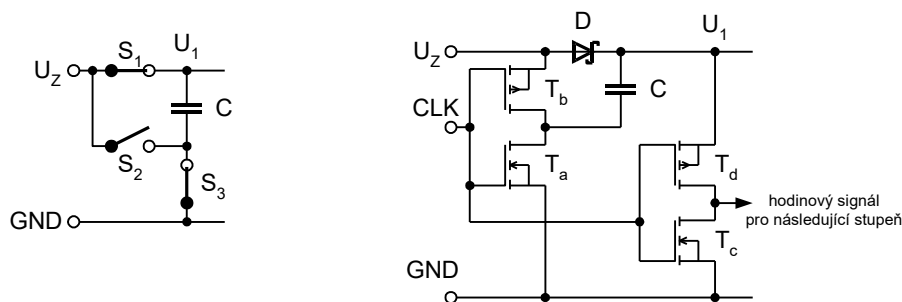 S1
U1
UZ
C
S2
S3
GND
D
U1
UZ
Tb
C
CLK
Ta
Td
hodinový signál
pro následující stupeň
Tc
GND